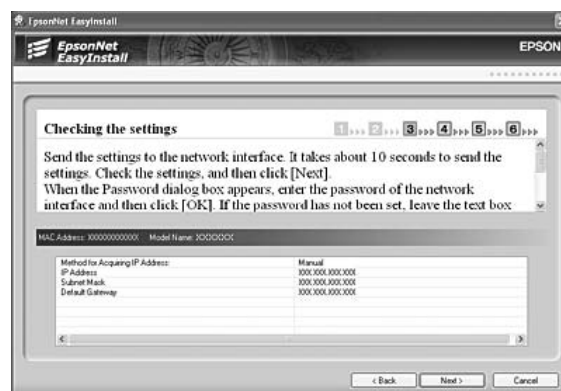 EpsonNet EasyInstall
EpsonNet
EasyInstall
EPSON
Checking the settings
1 2 3 4 5 6
Send the settings to the network interface. It takes about 10 seconds to send the
settings. Check the settings, and then click [Next].
When the Password dialog box appears, enter the password of the network
interface and then click [OK]. If the password has not been set, leave the text box
MAC Address: XXXXXXXXXXXX Model Name: XXXXXXX
Method for Acquiring IP Address: Manual
IP Address XXX.XXX.XXX.XXX
Subnet Mask XXX.XXX.XXX.XXX
Default Gateway XXX.XXX.XXX.XXX
< Back Next > Cancel